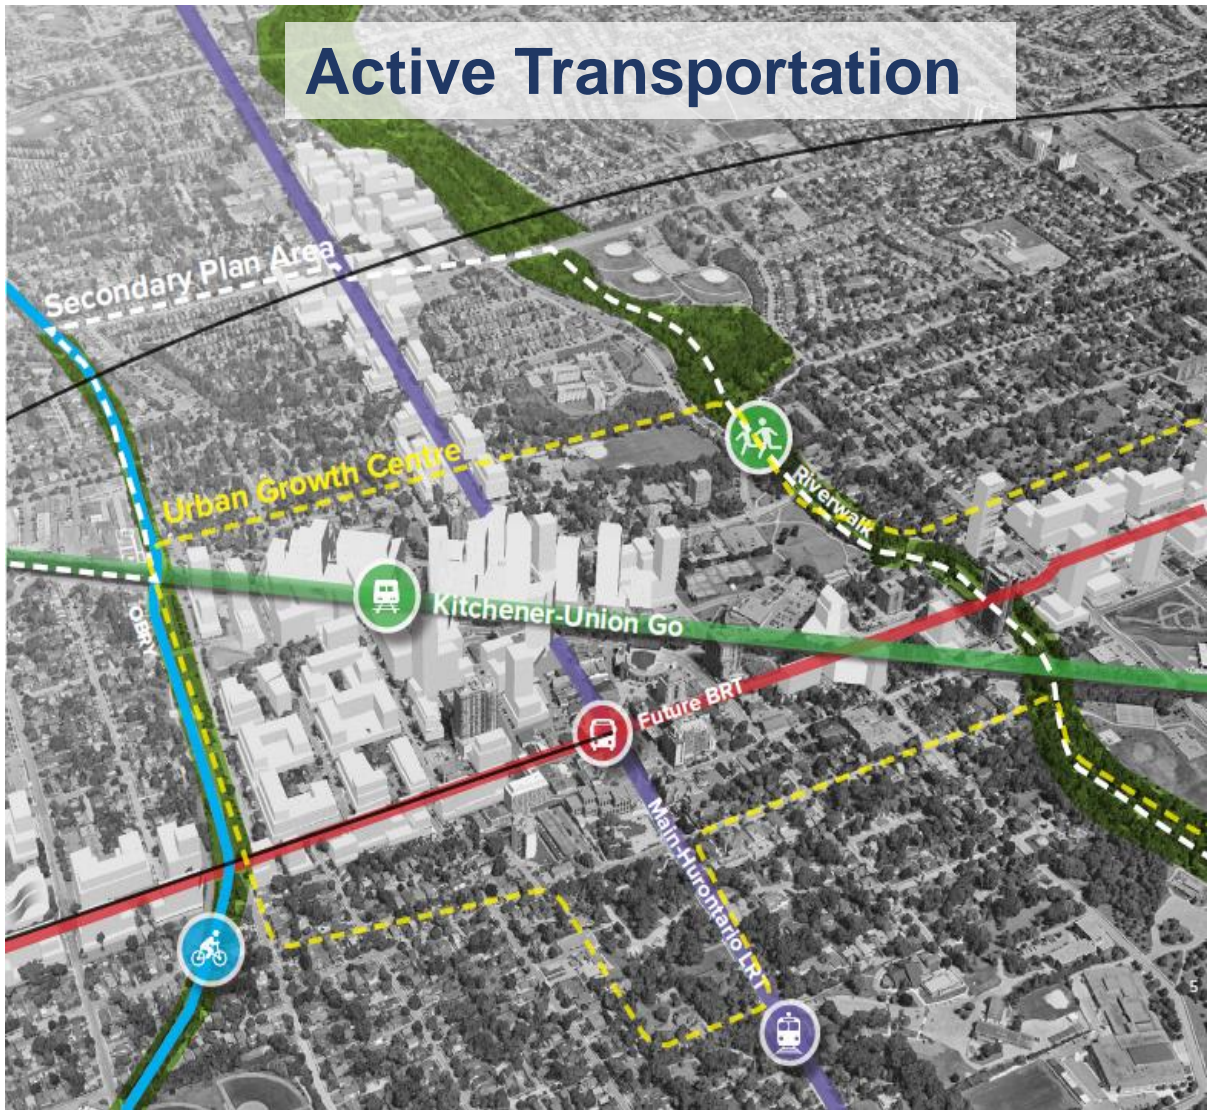 Active Transportation
Secondary Plan Area
Urban Growth Centre
Riverwalk
OBRY
Kitchener-Union Go
Future BRT
Main-Hurontario LRT
5